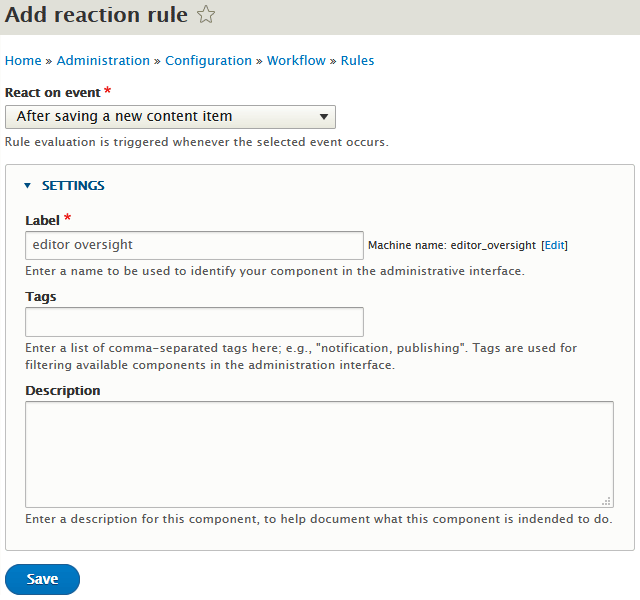 Add reaction rule
Home » Administration » Configuration » Workflow » Rules
React on event *
After saving a new content item
Rule evaluation is triggered whenever the selected event occurs.
SETTINGS
Label *
editor oversight
Machine name: editor_oversight [Edit]
Enter a name to be used to identify your component in the administrative interface.
Tags
Enter a list of comma-separated tags here; e.g., "notification, publishing". Tags are used for
filtering available components in the administration interface.
Description
Enter a description for this component, to help document what this component is indended to do.
Save